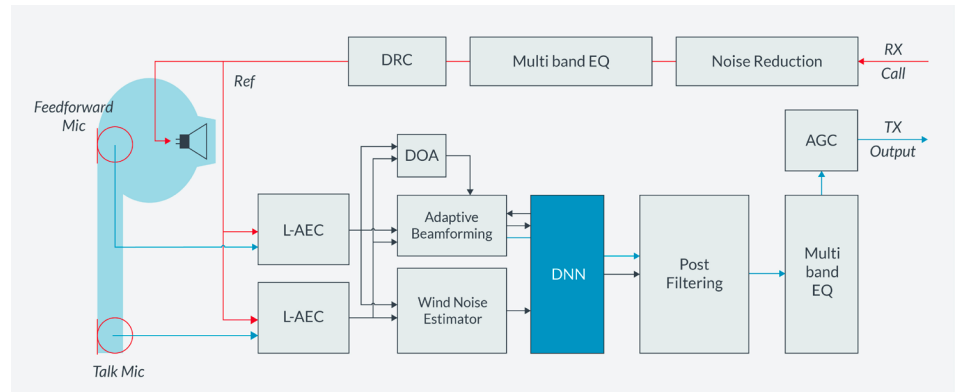 RX
Call
DRC
Multi band EQ
Noise Reduction
Ref
Feedforward
Mic
TX
Output
AGC
DOA
L-AEC
Adaptive
Beamforming
DNN
Post
Filtering
Multi
band
EQ
L-AEC
Wind Noise
Estimator
Talk Mic